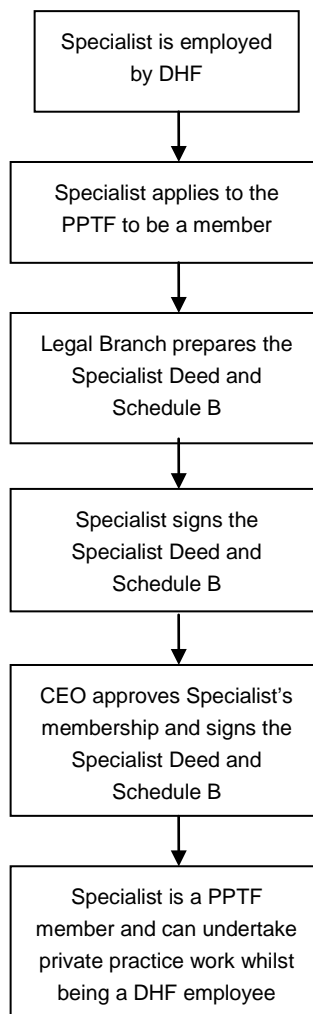 Specialist is employed
by DHF
Specialist applies to the
PPTF to be a member
Legal Branch prepares the
Specialist Deed and
Schedule B
Specialist signs the
Specialist Deed and
Schedule B
CEO approves Specialist’s
membership and signs the
Specialist Deed and
Schedule B
Specialist is a PPTF
member and can undertake
private practice work whilst
being a DHF employee